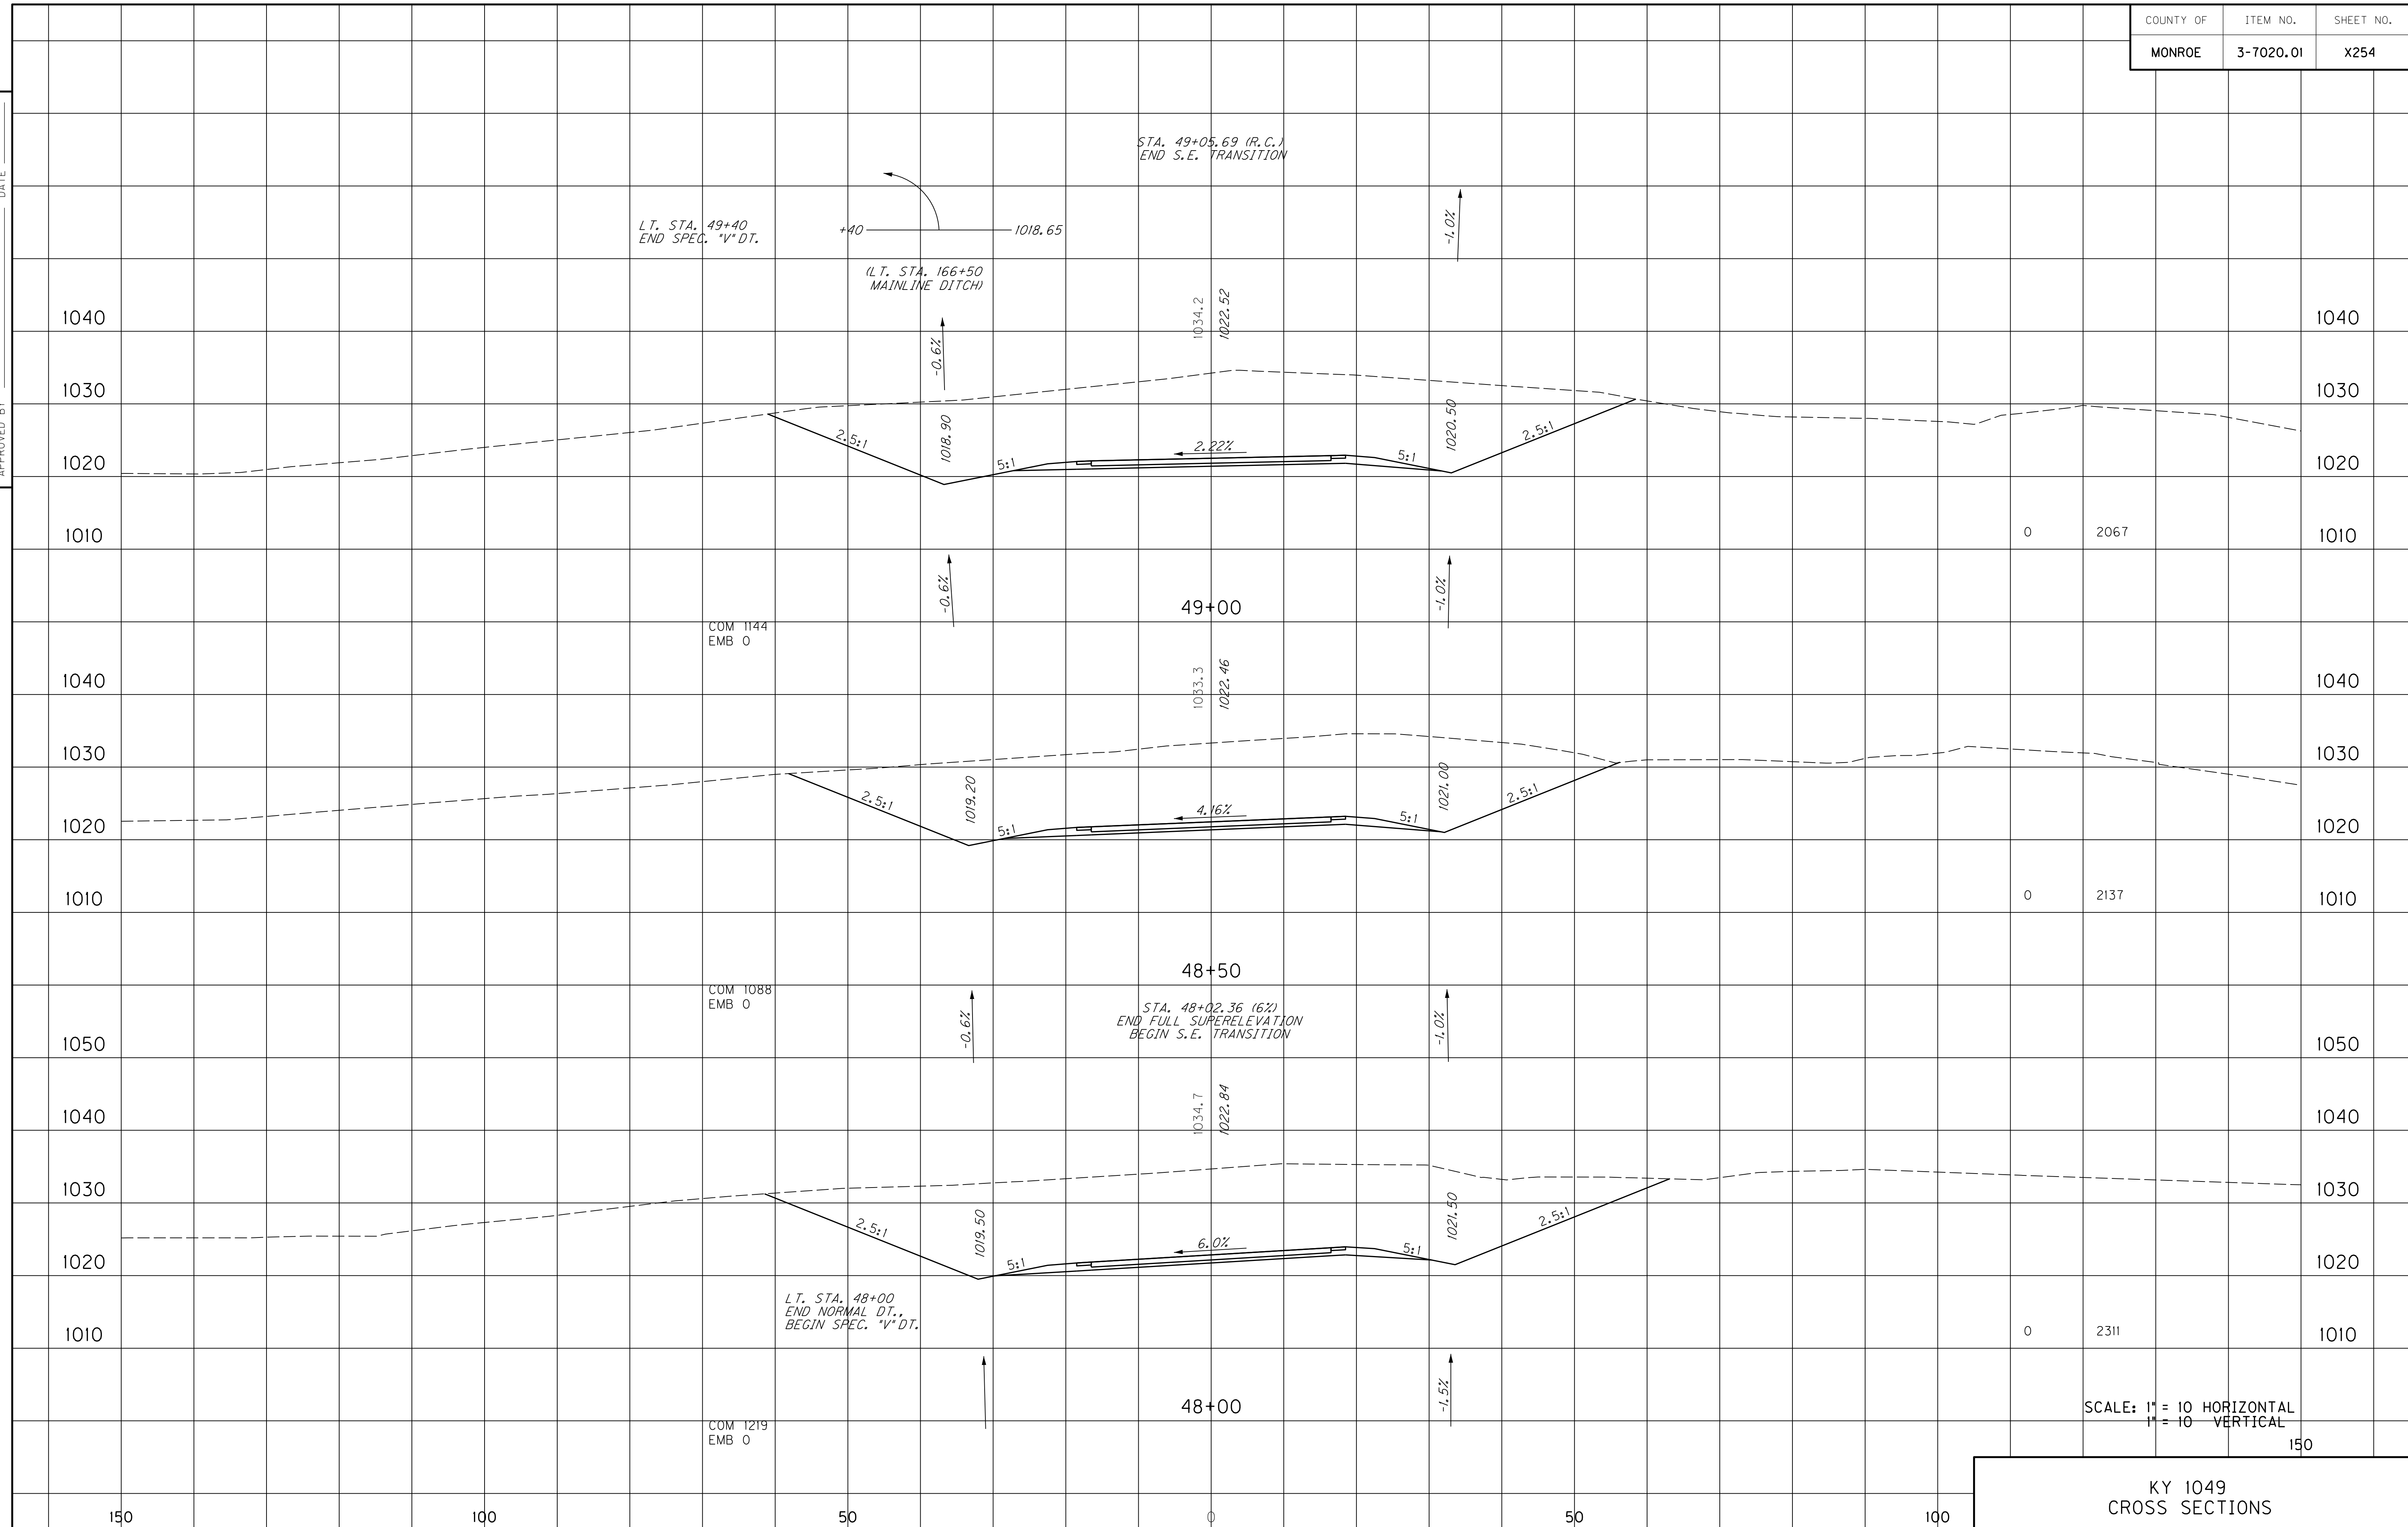 COUNTY OF ITEM NO. SHEET NO.
MONROE 3-7020.01 X254
DATE
APPROVED BY
STA. 49+05.69 (R.C.)
END S.E. TRANSITION
LT. STA. 49+40
END SPEC. "V" DT.
+40 1018.65
-1.0%
(LT. STA. 166+50
MAINLINE DITCH)
1034.2
1022.52
1040 1040
-0.6%
1030 1030
1018.90
1020.50
2.5:1 5:1 2.22% 5:1 2.5:1
1020 1020
0 2067
1010 1010
-0.6%
-1.0%
49+00
COM 1144
EMB 0
1033.3
1022.46
1040 1040
1030 1030
1019.20
1021.00
2.5:1 5:1 4.16% 5:1 2.5:1
1020 1020
0 2137
1010 1010
48+50
COM 1088
EMB 0
STA. 48+02.36 (6%)
END FULL SUPERELEVATION
BEGIN S.E. TRANSITION
-0.6%
-1.0%
1050 1050
1034.7
1022.84
1040 1040
1030 1030
1019.50
1021.50
2.5:1 5:1 6.0% 5:1 2.5:1
1020 1020
LT. STA. 48+00
END NORMAL DT.,
BEGIN SPEC. "V" DT.
0 2311
1010 1010
-1.5%
48+00
COM 1219
EMB 0
SCALE: 1" = 10 HORIZONTAL
1" = 10 VERTICAL
150
150 100 50 0 50 100
KY 1049
CROSS SECTIONS